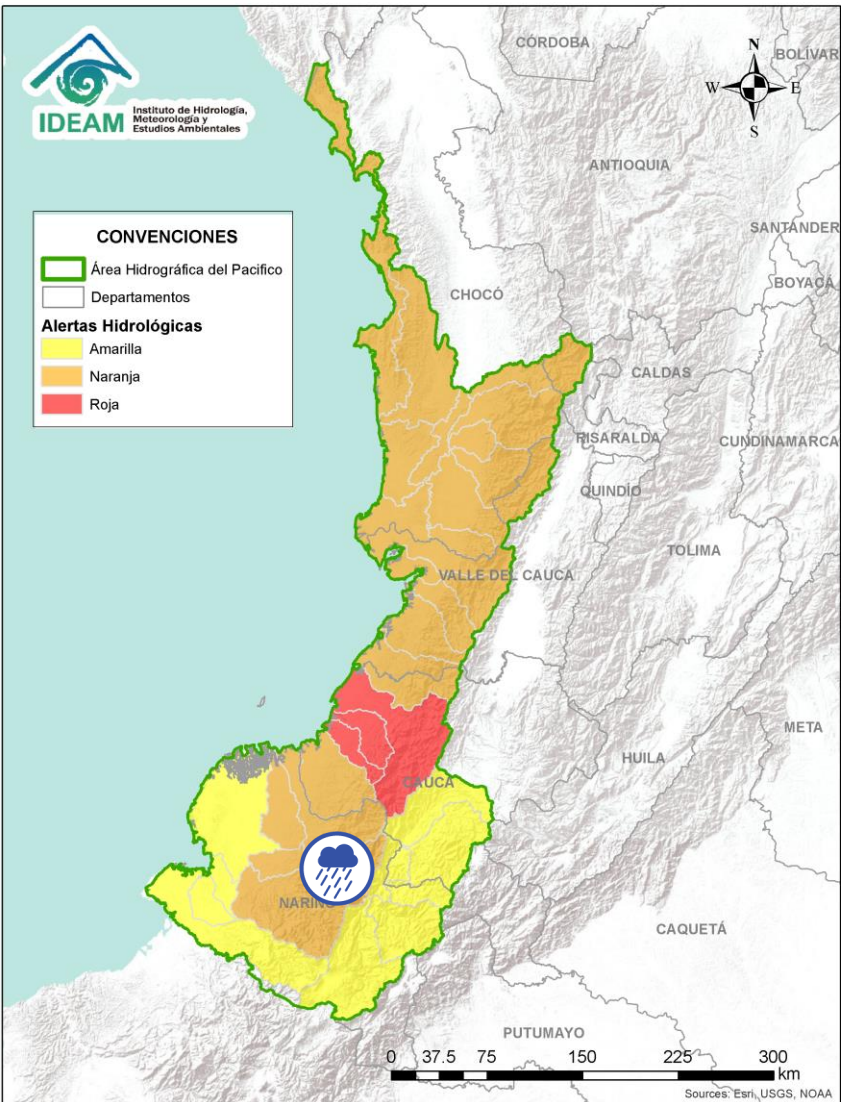 IDEAM
Instituto de Hidrología,
Meteorología y
Estudios Ambientales
N
W
E
S
CÓRDOBA
BOLIVAR
ANTIOQUIA
SANTANDER
BOYACÁ
CHOCÓ
CALDAS
RISARALDA
CUNDINAMARCA
QUINDÍO
TOLIMA
VALLE DEL CAUCA
META
HUILA
CAUCA
NARIÑO
CAQUETÁ
PUTUMAYO
CONVENCIONES
Área Hidrográfica del Pacifico
Departamentos
Alertas Hidrológicas
Amarilla
Naranja
Roja
0 37.5 75 150 225 300
km
Sources: Esri, USGS, NOAA